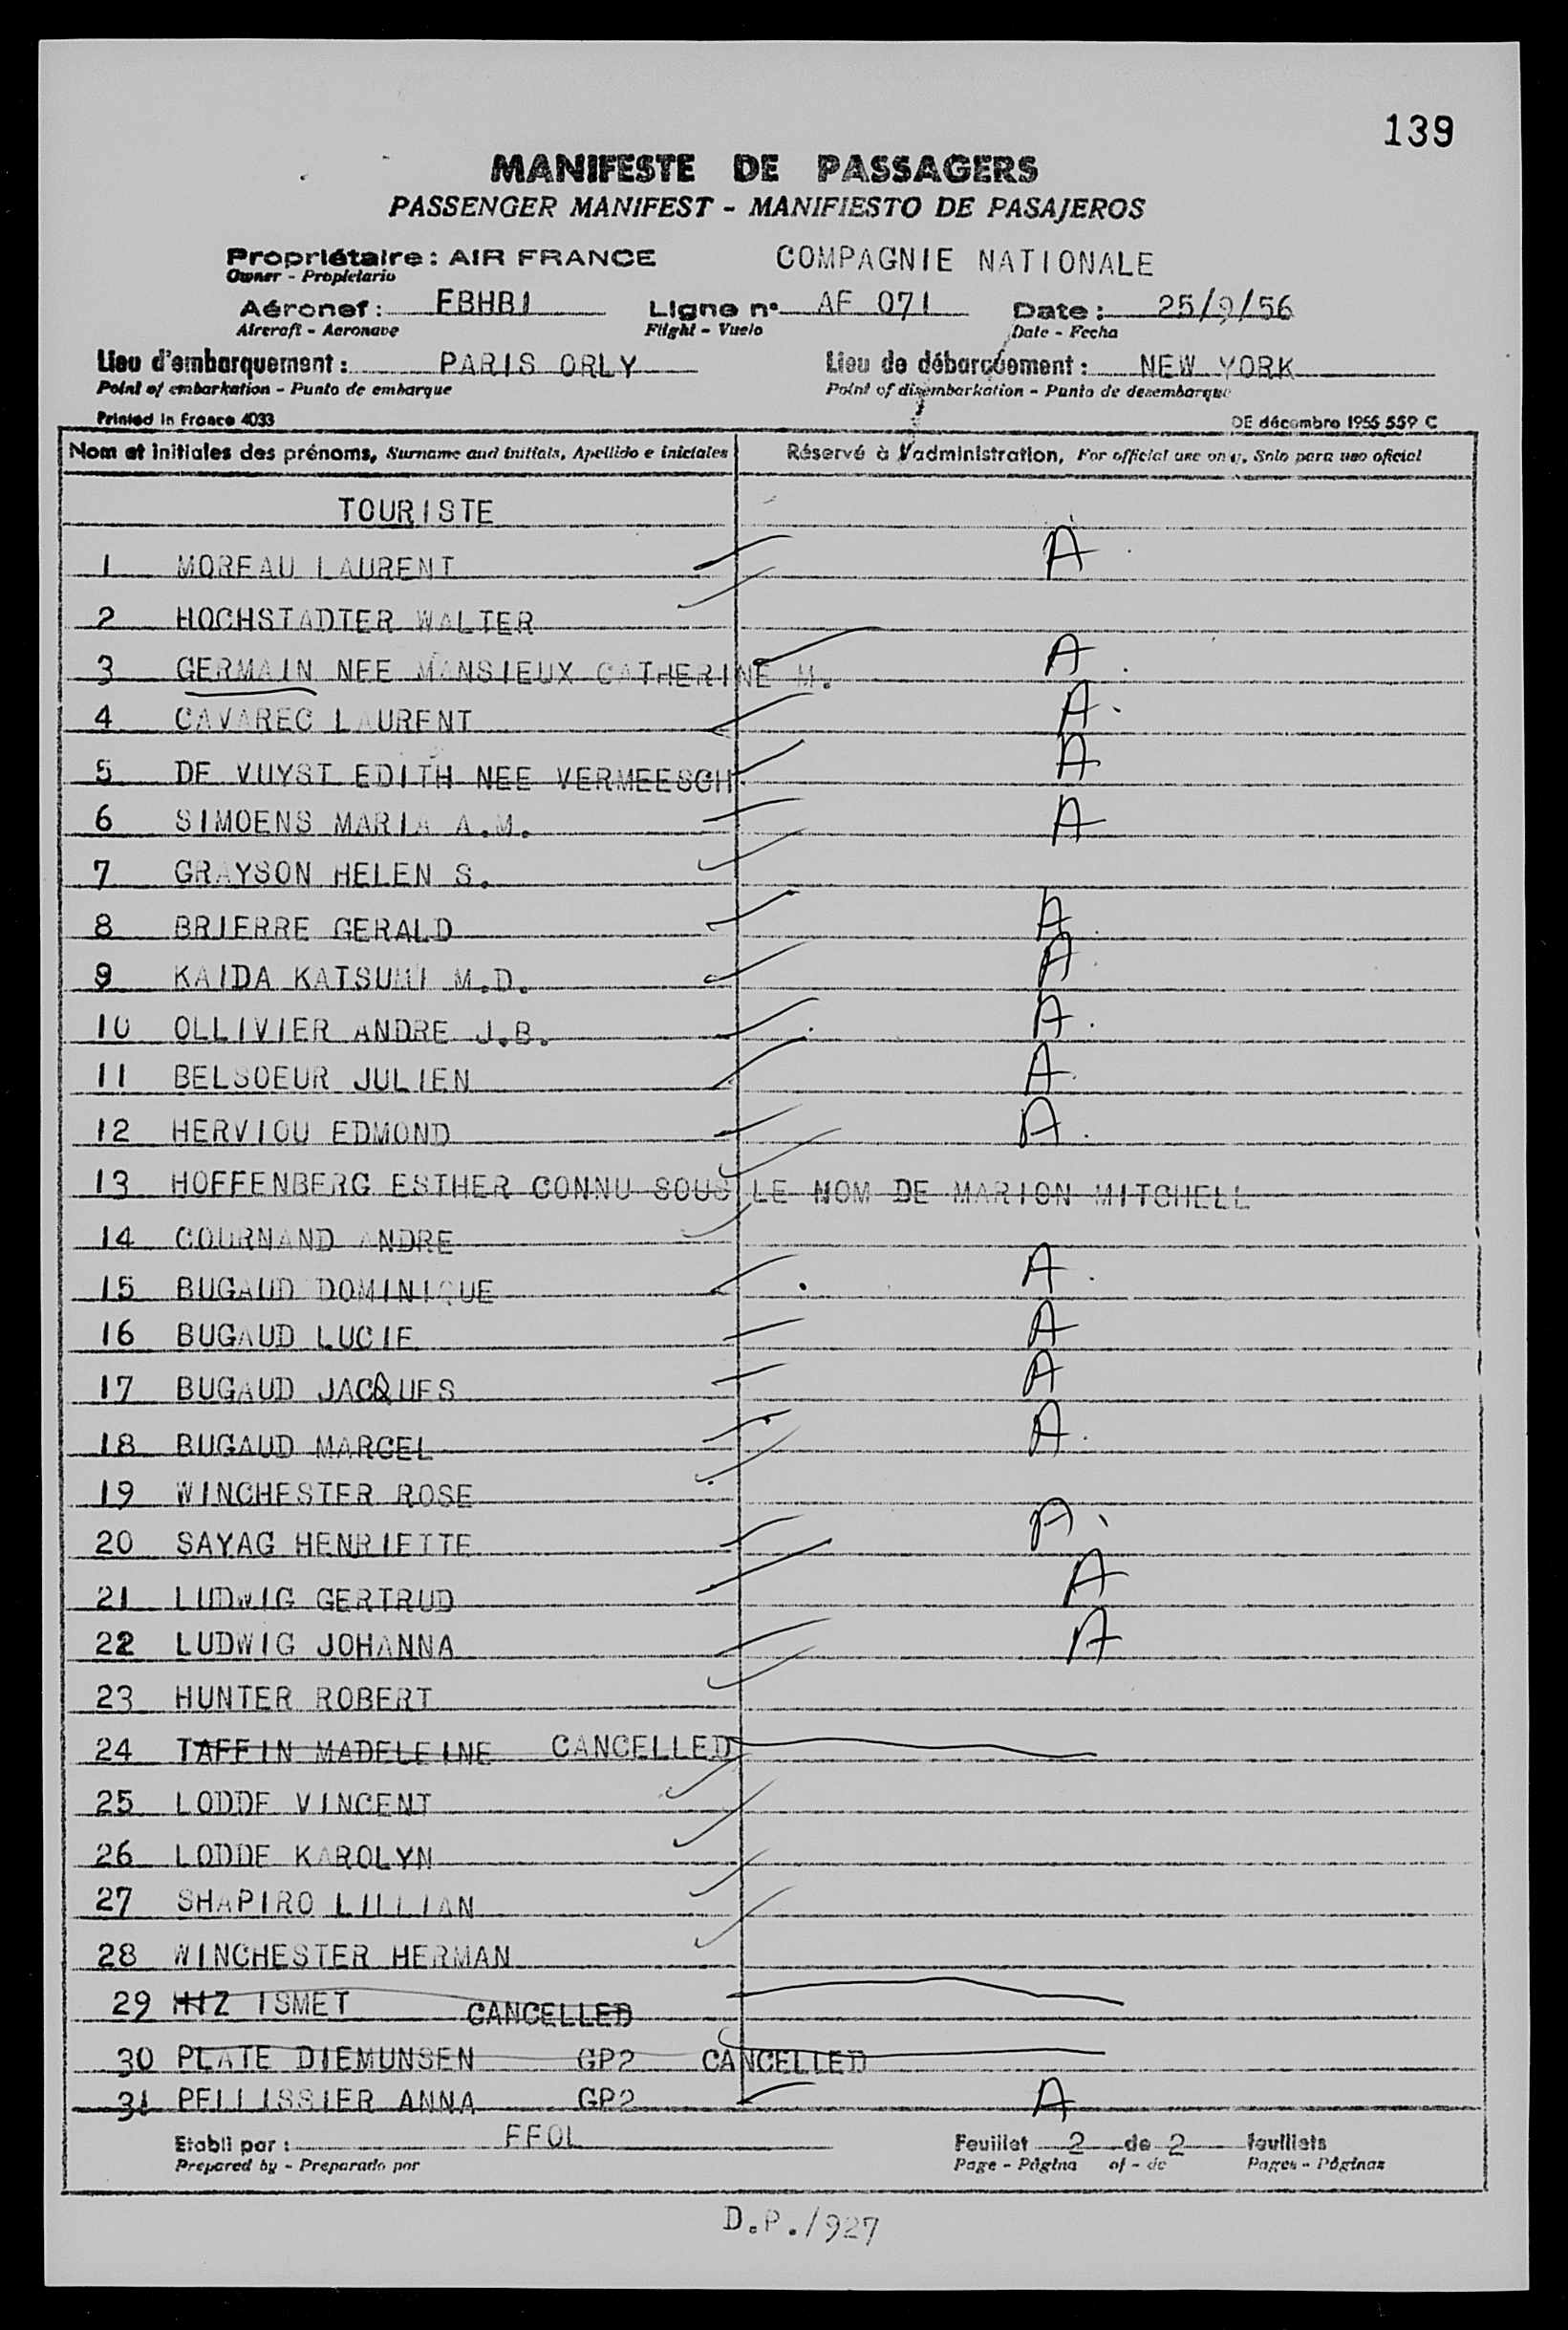 139
MANIFESTE DE PASSAGERS
PASSENGER MANIFEST - MANIFIESTO DE PASAJEROS
Propriétaire : AIR FRANCE COMPAGNIE NATIONALE
Owner - Propietario
Aéronef : FBHBI Ligne n° AF 071 Date : 25/9/56
Aircraft - Aeronave Flight - Vuelo Date - Fecha
Lieu d'embarquement : PARIS ORLY Lieu de débarquement : NEW YORK
Point of embarkation - Punto de embarque Point of disembarkation - Punto de desembarque
Printed in France 4033 DE décembre 1955 559 C
Nom et initiales des prénoms, Surname and initials, Apellido e iniciales Réservé à l'administration, For official use only, Solo para uso oficial
TOURISTE
1 MOREAU LAURENT A
2 HOCHSTADTER WALTER
3 GERMAIN NEE MANSIEUX CATHERINE M. A
4 CAVAREC LAURENT A
5 DE VUYST EDITH NEE VERMEESCH A
6 SIMOENS MARIA A.M. A
7 GRAYSON HELEN S.
8 BRIERRE GERALD A
9 KAIDA KATSUMI M.D. A
10 OLLIVIER ANDRE J.B. A
11 BELSOEUR JULIEN A
12 HERVIOU EDMOND A
13 HOFFENBERG ESTHER CONNU SOUS LE NOM DE MARION MITCHELL
14 COURNAND ANDRE
15 BUGAUD DOMINIQUE A
16 BUGAUD LUCIE A
17 BUGAUD JACQUES A
18 BUGAUD MARCEL A
19 WINCHESTER ROSE
20 SAYAG HENRIETTE A
21 LUDWIG GERTRUD A
22 LUDWIG JOHANNA A
23 HUNTER ROBERT
24 TAFFIN MADELEINE CANCELLED
25 LODDE VINCENT
26 LODDE KAROLYN
27 SHAPIRO LILLIAN
28 WINCHESTER HERMAN
29 HIZ ISMET CANCELLED
30 PLATE DIEMUNSEN GP2 CANCELLED
31 PELLISSIER ANNA GP2 A
Etabli par : FFOL Feuillet 2 de 2 feuillets
Prepared by - Preparado por Page - Página of - de Pages - Páginas
D.P./927